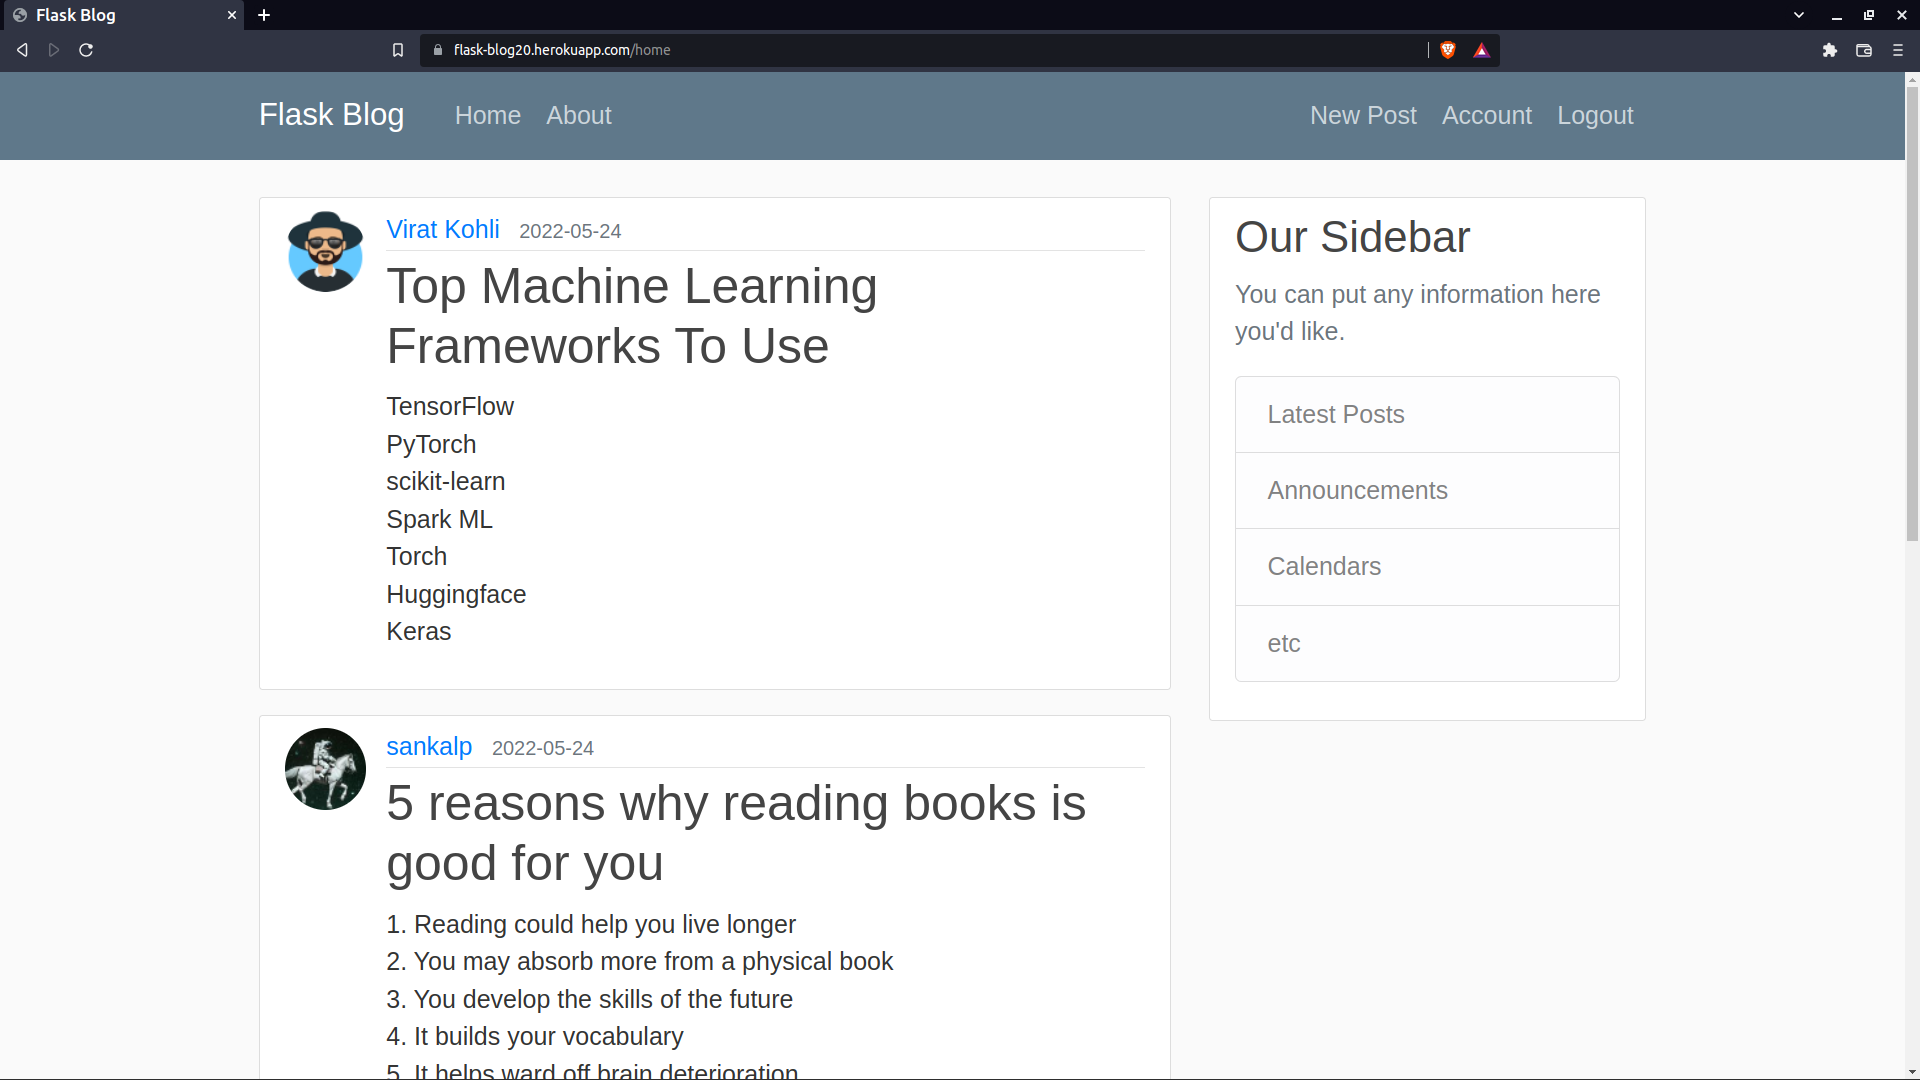 Flask Blog
flask-blog20.herokuapp.com/home
Flask Blog Home About New Post Account Logout
Virat Kohli 2022-05-24
Top Machine Learning
Frameworks To Use
TensorFlow
PyTorch
scikit-learn
Spark ML
Torch
Huggingface
Keras
Our Sidebar
You can put any information here
you'd like.
Latest Posts
Announcements
Calendars
etc
sankalp 2022-05-24
5 reasons why reading books is
good for you
1. Reading could help you live longer
2. You may absorb more from a physical book
3. You develop the skills of the future
4. It builds your vocabulary
5. It helps ward off brain deterioration